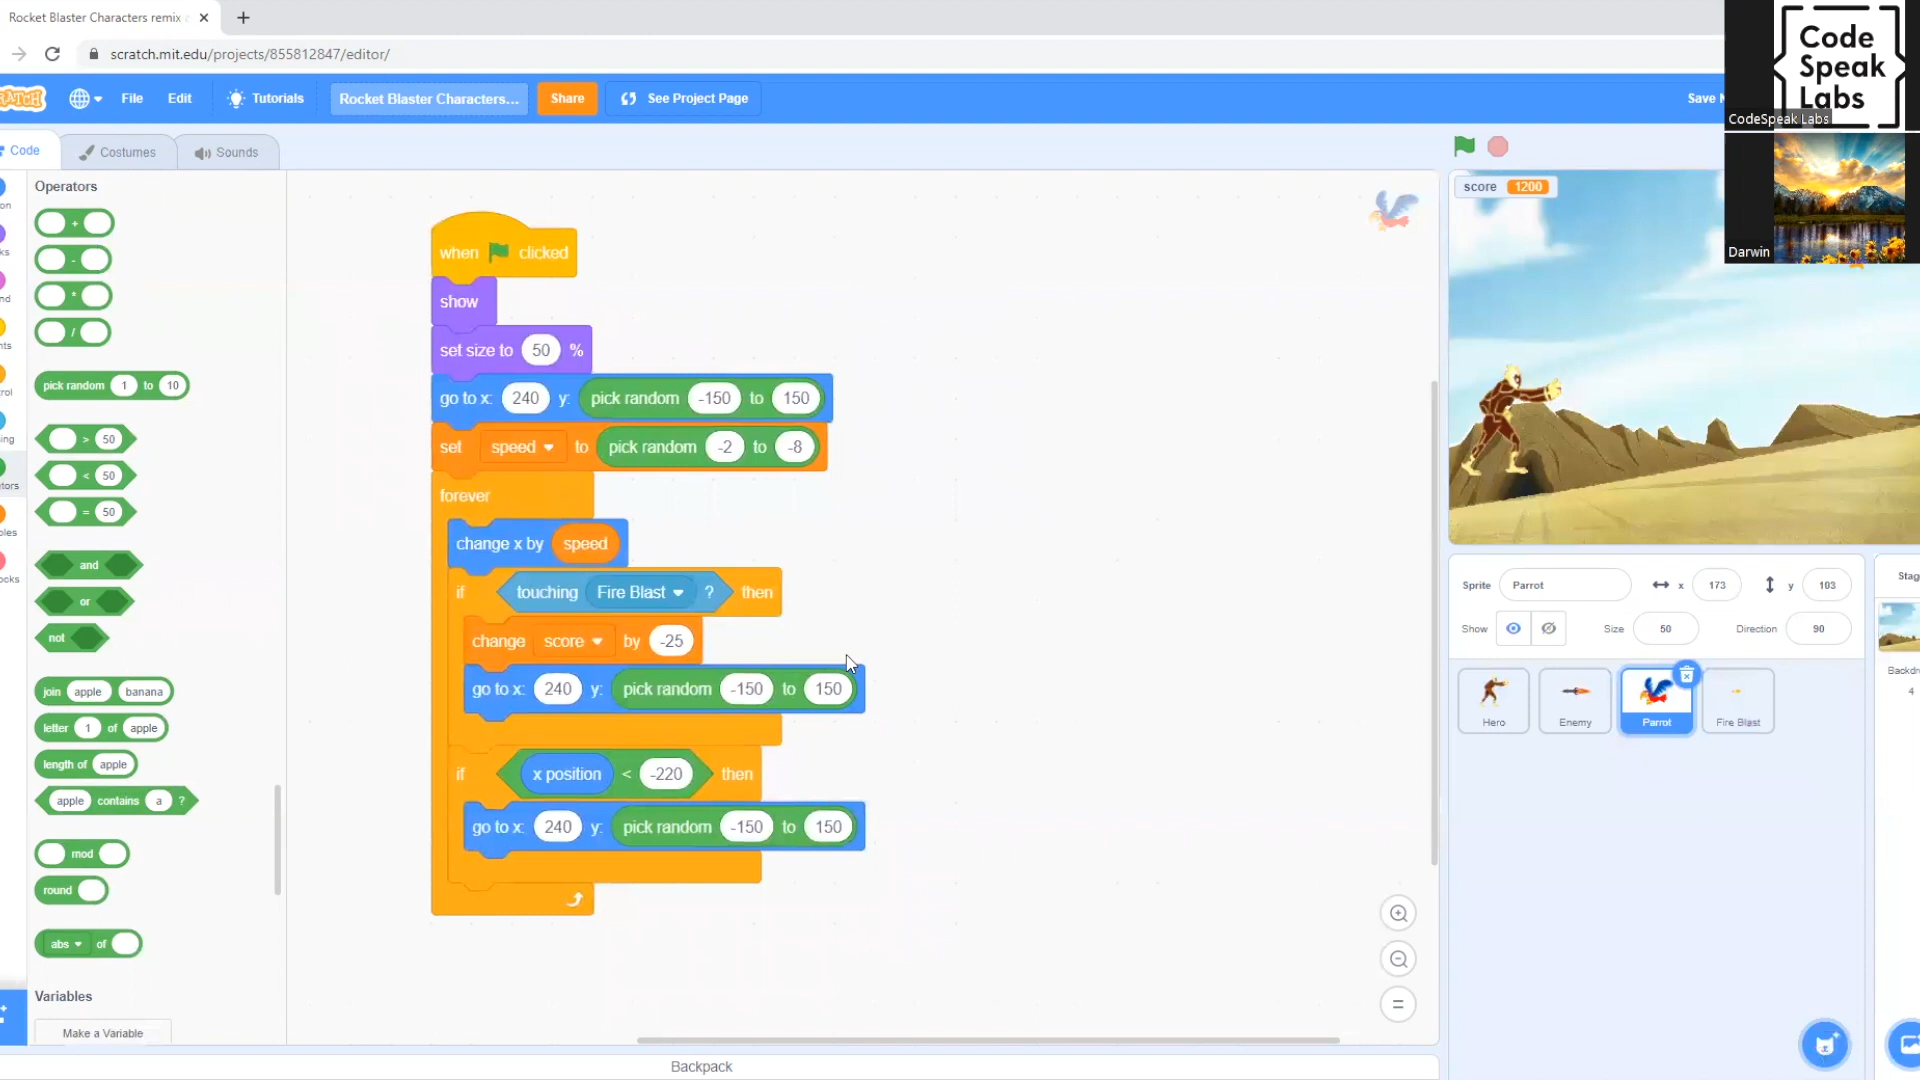 Rocket Blaster Characters remix
scratch.mit.edu/projects/855812847/editor/
File
Edit
Tutorials
Rocket Blaster Characters...
Share
See Project Page
Save
Code
Speak
Labs
CodeSpeak Labs
Darwin
Code
Costumes
Sounds
Operators
+
-
*
/
pick random 1 to 10
> 50
< 50
= 50
and
or
not
join apple banana
letter 1 of apple
length of apple
apple contains a ?
mod
round
abs of
Variables
Make a Variable
when clicked
show
set size to 50 %
go to x: 240 y: pick random -150 to 150
set speed to pick random -2 to -8
forever
change x by speed
if touching Fire Blast ? then
change score by -25
go to x: 240 y: pick random -150 to 150
if x position < -220 then
go to x: 240 y: pick random -150 to 150
Backpack
score 1200
Sprite Parrot x 173 y 103
Show Size 50 Direction 90
Hero
Enemy
Parrot
Fire Blast
4